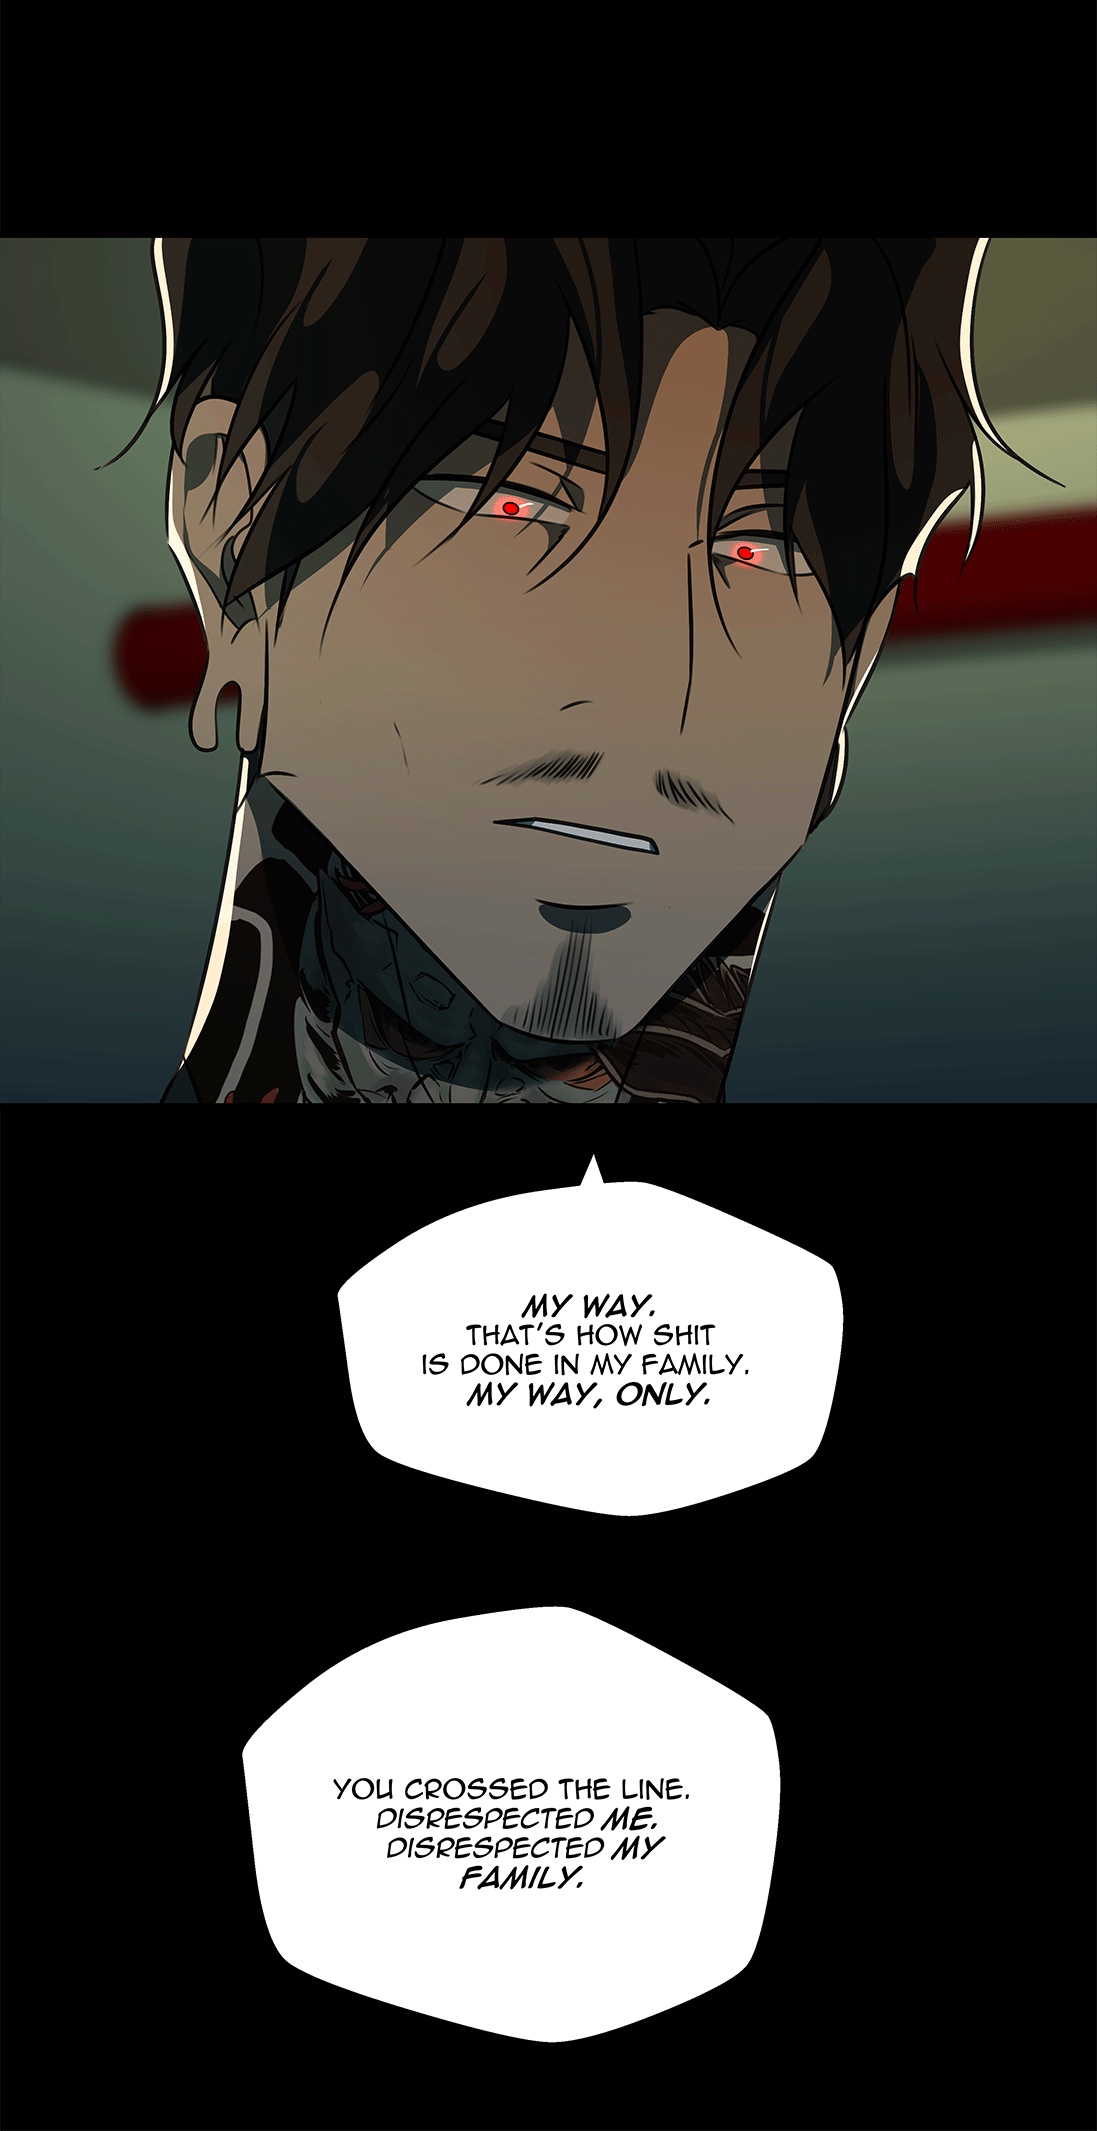 MY WAY.
THAT'S HOW SHIT
IS DONE IN MY FAMILY.
MY WAY, ONLY.
YOU CROSSED THE LINE.
DISRESPECTED ME.
DISRESPECTED MY
FAMILY.